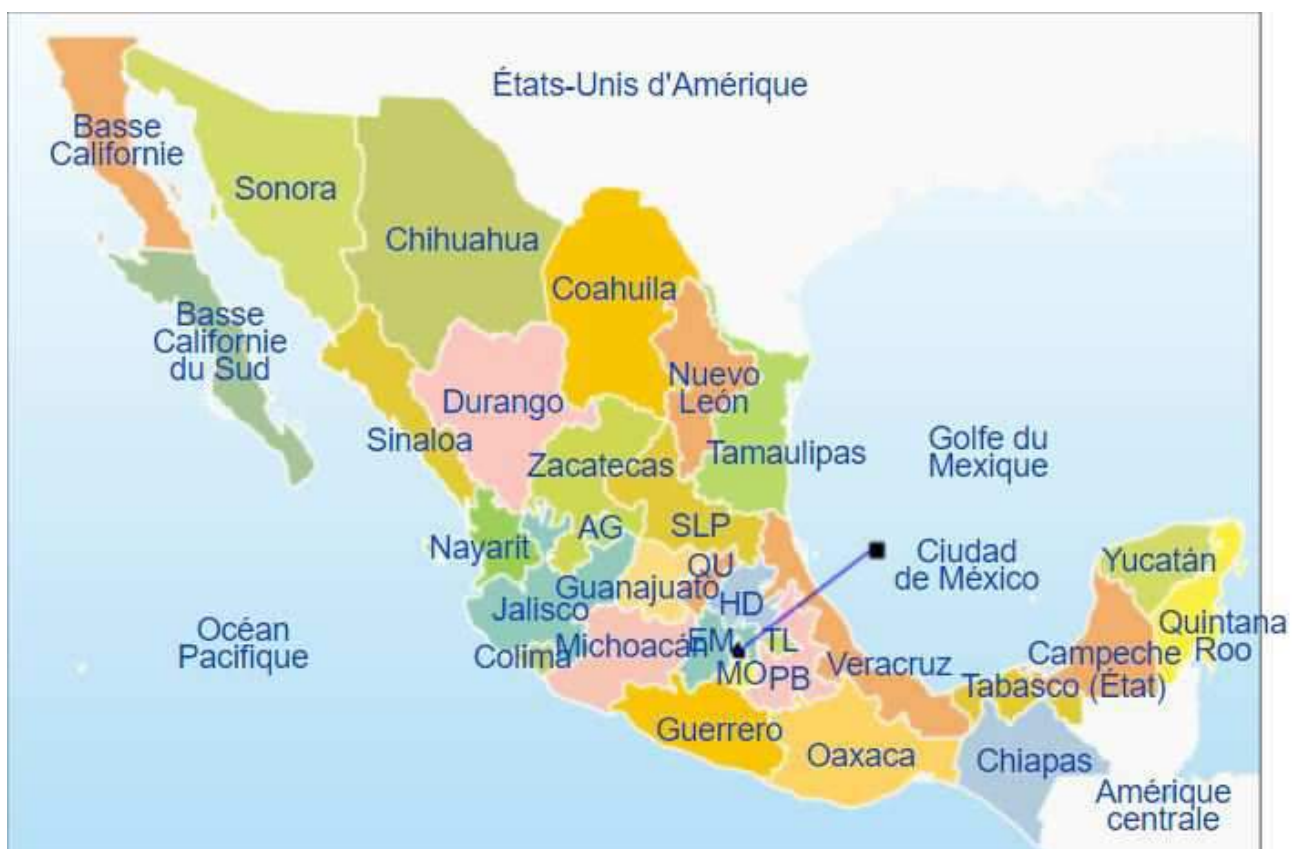 États-Unis d'Amérique
Basse
Californie
Sonora
Chihuahua
Coahuila
Basse
Californie
du Sud
Nuevo
León
Durango
Sinaloa
Zacatecas
Tamaulipas
Golfe du
Mexique
Nayarit
AG
SLP
Ciudad
de México
Yucatán
QU
Guanajuato
HD
Jalisco
Océan
Pacifique
Quintana
Roo
Michoacán
EM
TL
Colima
MO
PB
Veracruz
Campeche
Tabasco (État)
Guerrero
Oaxaca
Chiapas
Amérique
centrale